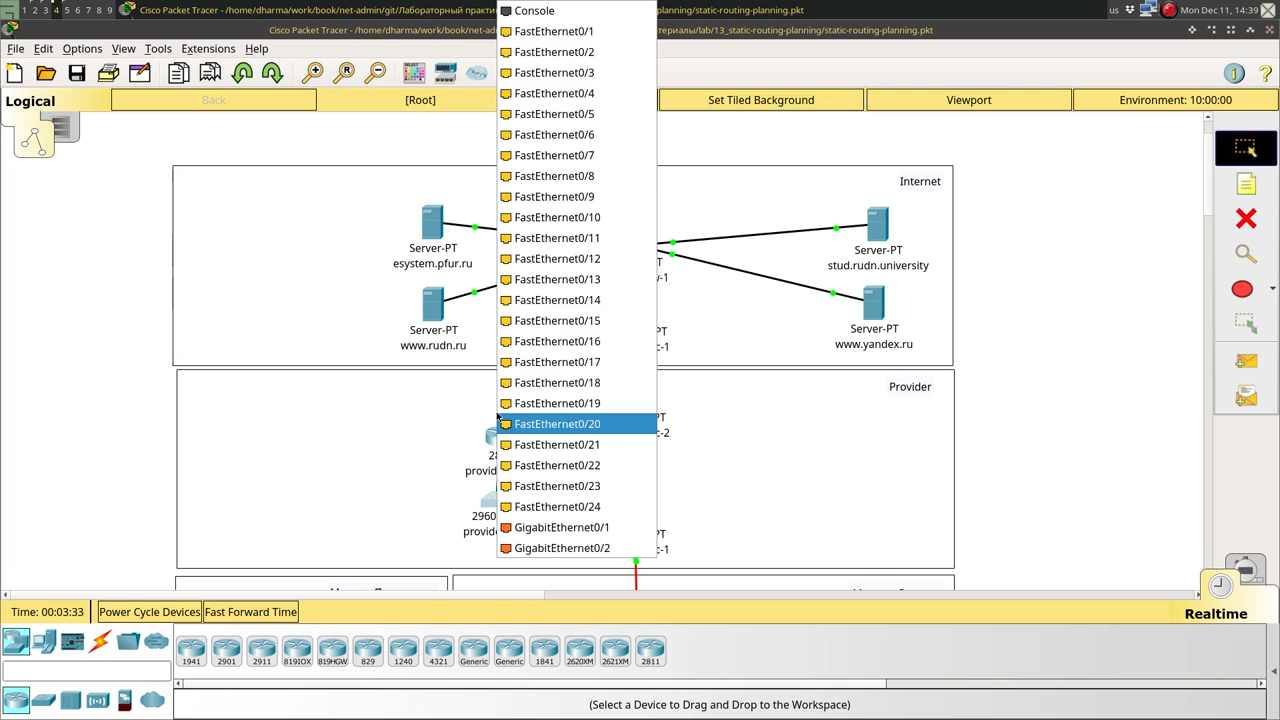 1 2 3 4 5 6 7 8 9
Cisco Packet Tracer - /home/dharma/work/book/net-admin/git/Лабораторный практи
planning/static-routing-planning.pkt
us
Mon Dec 11, 14:39
Cisco Packet Tracer - /home/dharma/work/book/net-ad
териалы/lab/13_static-routing-planning/static-routing-planning.pkt
File Edit Options View Tools Extensions Help
Logical
Back
[Root]
Set Tiled Background
Viewport
Environment: 10:00:00
Console
FastEthernet0/1
FastEthernet0/2
FastEthernet0/3
FastEthernet0/4
FastEthernet0/5
FastEthernet0/6
FastEthernet0/7
FastEthernet0/8
FastEthernet0/9
FastEthernet0/10
FastEthernet0/11
FastEthernet0/12
FastEthernet0/13
FastEthernet0/14
FastEthernet0/15
FastEthernet0/16
FastEthernet0/17
FastEthernet0/18
FastEthernet0/19
FastEthernet0/20
FastEthernet0/21
FastEthernet0/22
FastEthernet0/23
FastEthernet0/24
GigabitEthernet0/1
GigabitEthernet0/2
Internet
Server-PT
esystem.pfur.ru
Server-PT
www.rudn.ru
Server-PT
stud.rudn.university
Server-PT
www.yandex.ru
Provider
28
provid
2960
provide
Time: 00:03:33
Power Cycle Devices
Fast Forward Time
Realtime
1941 2901 2911 819IOX 819HGW 829 1240 4321 Generic Generic 1841 2620XM 2621XM 2811
(Select a Device to Drag and Drop to the Workspace)